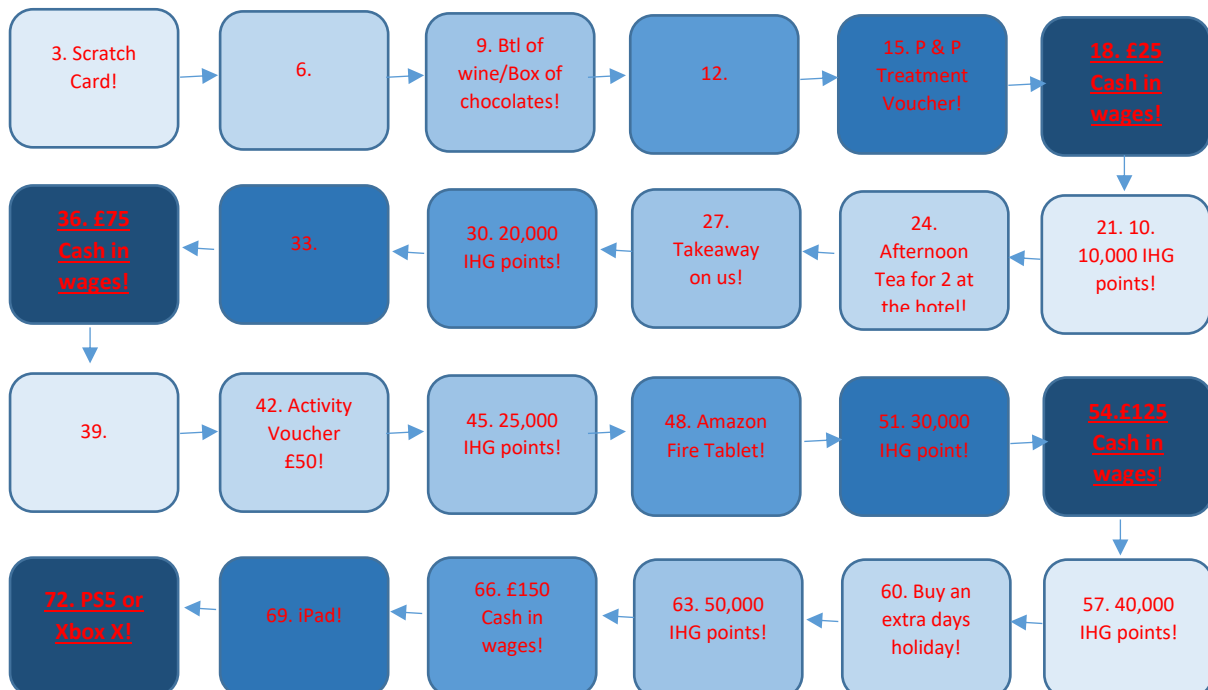 3. Scratch
Card!
6.
9. Btl of
wine/Box of
chocolates!
12.
15. P & P
Treatment
Voucher!
18. £25
Cash in
wages!
21. 10.
10,000 IHG
points!
24.
Afternoon
Tea for 2 at
the hotel!
27.
Takeaway
on us!
30. 20,000
IHG points!
33.
36. £75
Cash in
wages!
39.
42. Activity
Voucher
£50!
45. 25,000
IHG points!
48. Amazon
Fire Tablet!
51. 30,000
IHG point!
54.£125
Cash in
wages!
57. 40,000
IHG points!
60. Buy an
extra days
holiday!
63. 50,000
IHG points!
66. £150
Cash in
wages!
69. iPad!
72. PS5 or
Xbox X!